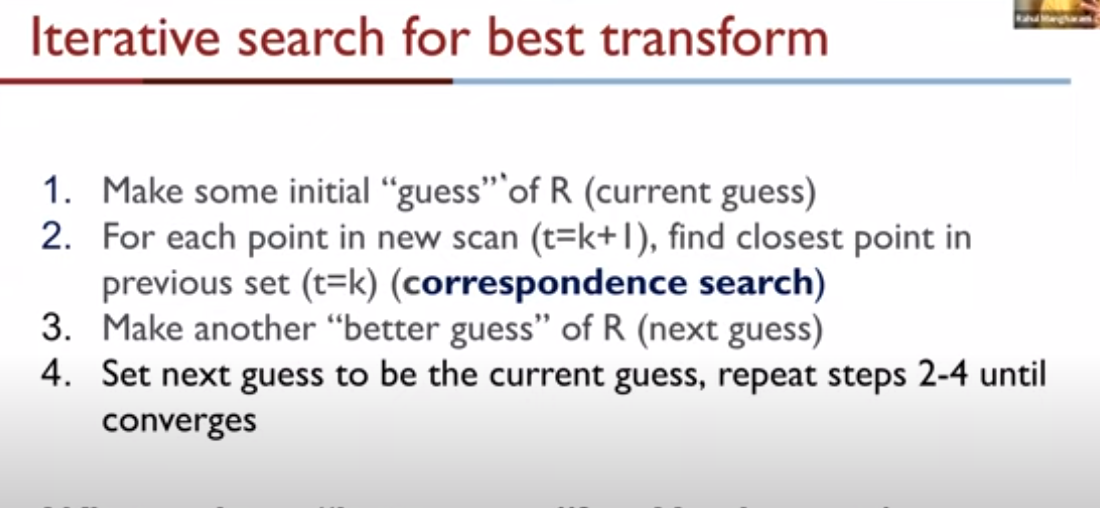 Iterative search for best transform
1. Make some initial “guess” of R (current guess)
2. For each point in new scan (t=k+1), find closest point in
previous set (t=k) (correspondence search)
3. Make another “better guess” of R (next guess)
4. Set next guess to be the current guess, repeat steps 2-4 until
converges